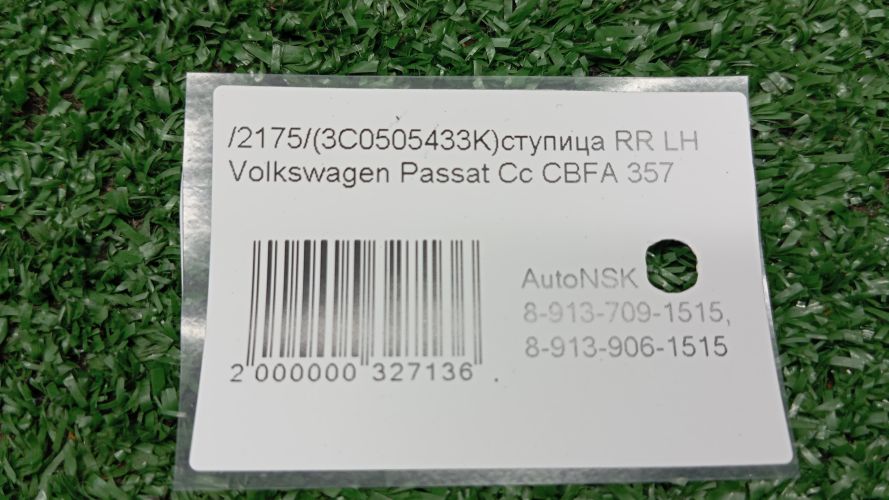 /2175/(3C0505433K)ступица RR LH
Volkswagen Passat Cc CBFA 357
AutoNSK
8-913-709-1515,
8-913-906-1515
2 000000 327136 .